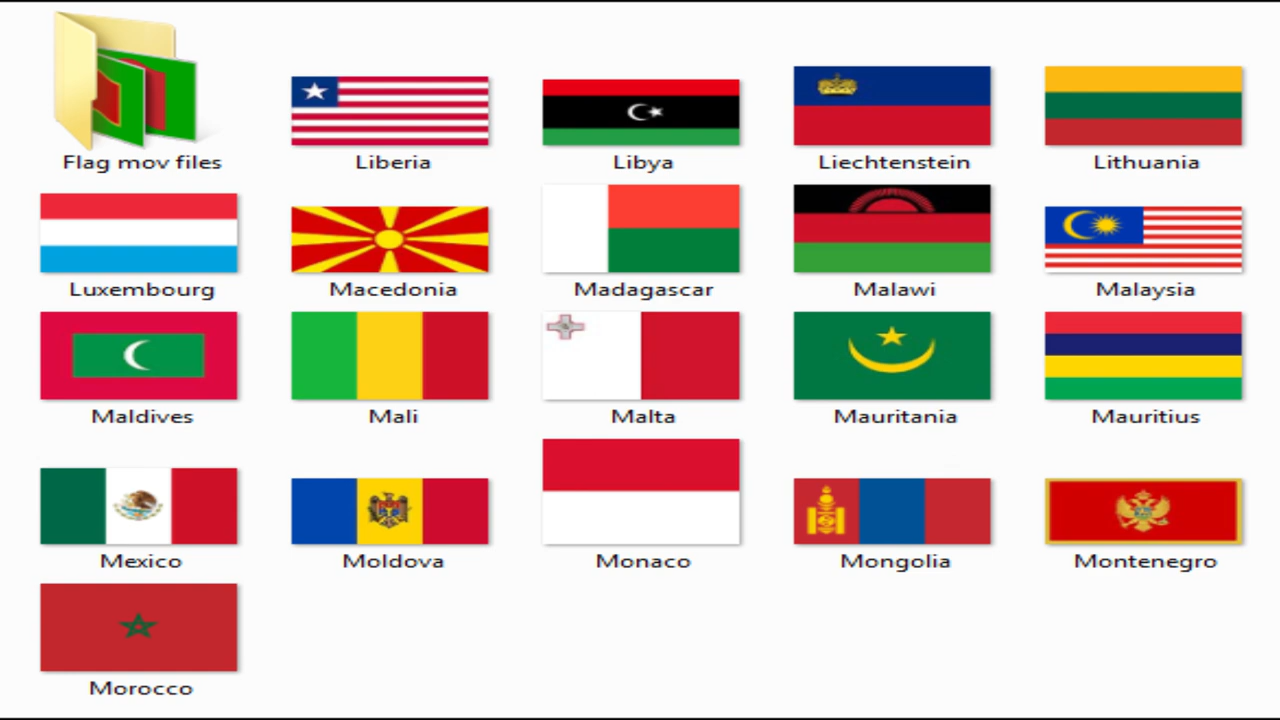 Flag mov files
Liberia
Libya
Liechtenstein
Lithuania
Luxembourg
Macedonia
Madagascar
Malawi
Malaysia
Maldives
Mali
Malta
Mauritania
Mauritius
Mexico
Moldova
Monaco
Mongolia
Montenegro
Morocco